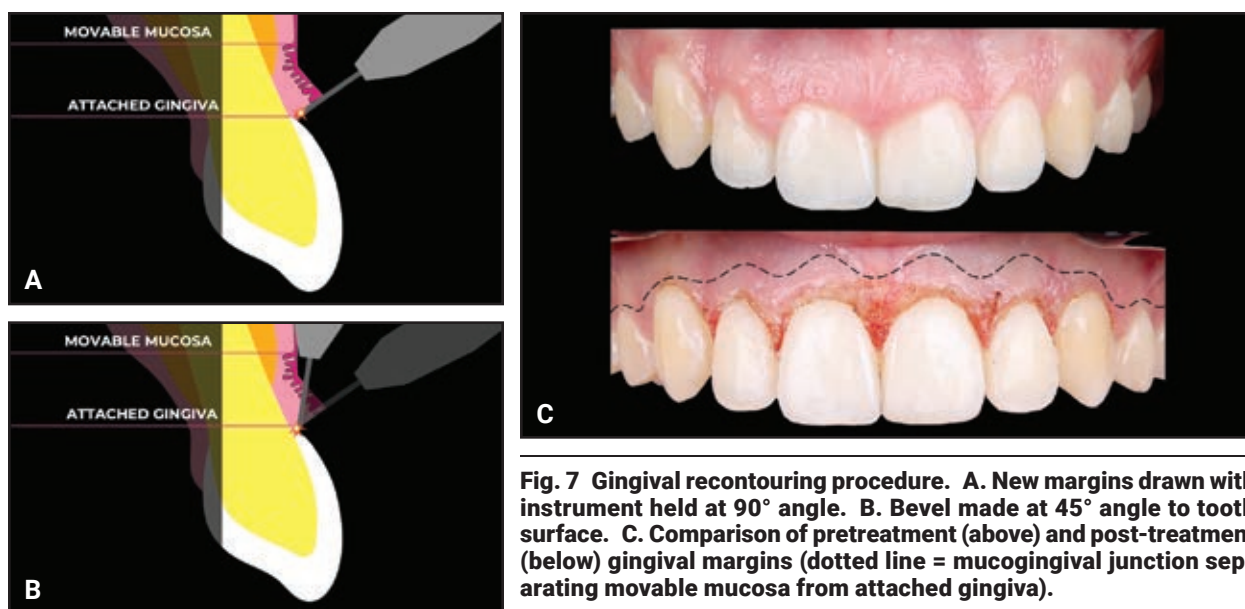 MOVABLE MUCOSA
ATTACHED GINGIVA
A
MOVABLE MUCOSA
ATTACHED GINGIVA
B
C
Fig. 7 Gingival recontouring procedure. A. New margins drawn with
instrument held at 90° angle. B. Bevel made at 45° angle to tooth
surface. C. Comparison of pretreatment (above) and post-treatmen
(below) gingival margins (dotted line = mucogingival junction sep-
arating movable mucosa from attached gingiva).